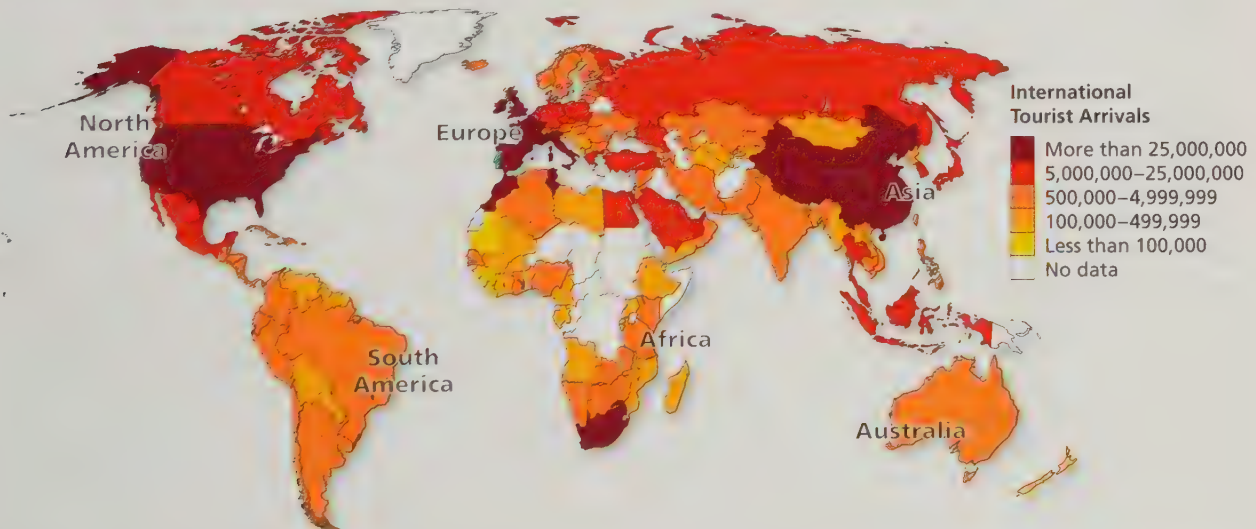 North
America
Europe
Asia
Africa
South
America
Australia
International
Tourist Arrivals
More than 25,000,000
5,000,000–25,000,000
500,000–4,999,999
100,000–499,999
Less than 100,000
No data